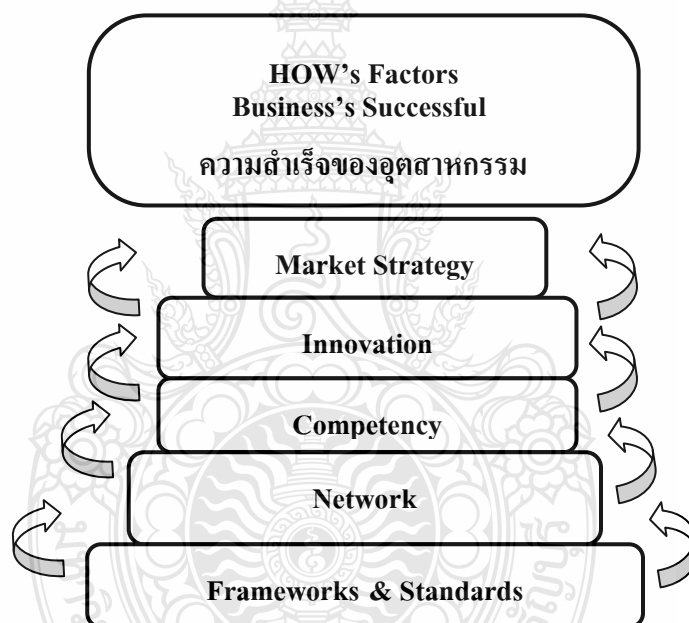 HOW's Factors
Business's Successful
ความสำเร็จของอุตสาหกรรม
Market Strategy
Innovation
Competency
Network
Frameworks & Standards